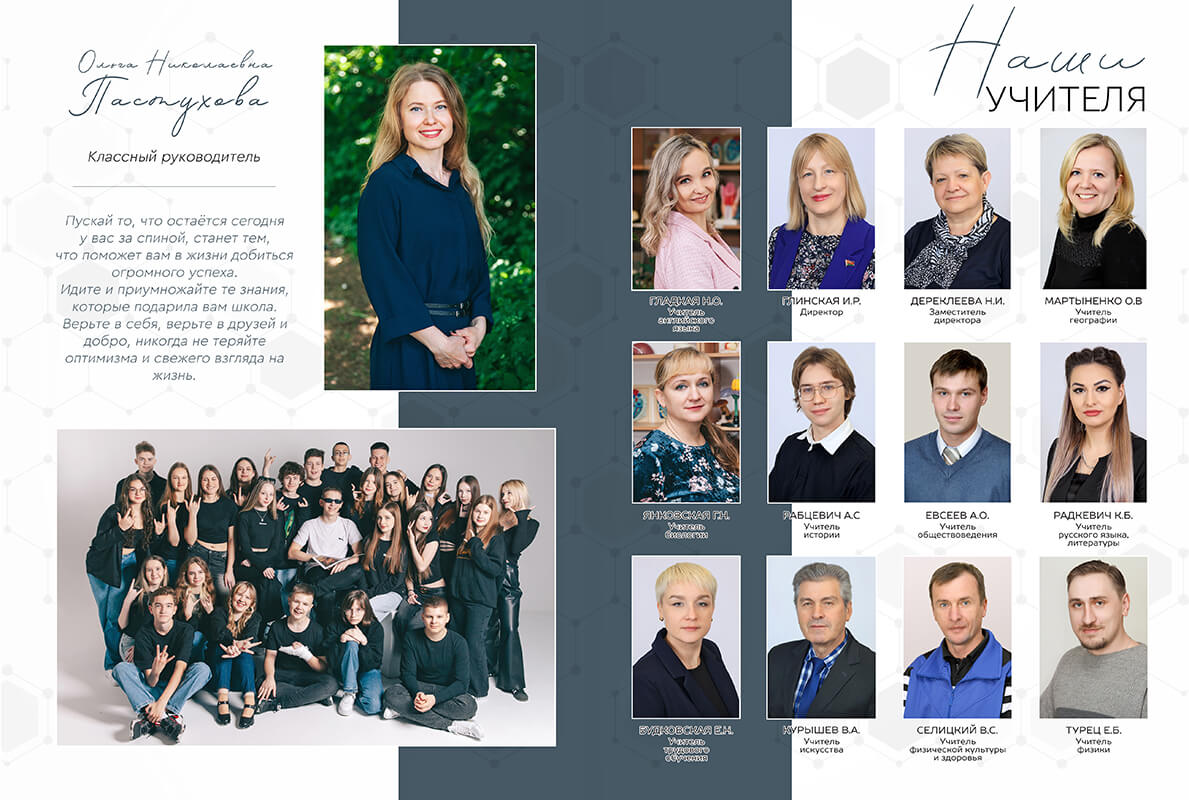 Ольга Николаевна
Пастухова
Классный руководитель
Пускай то, что остаётся сегодня
у вас за спиной, станет тем,
что поможет вам в жизни добиться
огромного успеха.
Идите и приумножайте те знания,
которые подарила вам школа.
Верьте в себя, верьте в друзей и
добро, никогда не теряйте
оптимизма и свежего взгляда на
жизнь.
Наши
УЧИТЕЛЯ
ГЛАДКАЯ Н.О.
Учитель
английского
языка
ГЛИНСКАЯ И.Р.
Директор
ДЕРЕКЛЕЕВА Н.И.
Заместитель
директора
МАРТЫНЕНКО О.В
Учитель
географии
ЯНКОВСКАЯ Г.Н.
Учитель
биологии
РАБЦЕВИЧ А.С
Учитель
истории
ЕВСЕЕВ А.О.
Учитель
обществоведения
РАДКЕВИЧ К.Б.
Учитель
русского языка,
литературы
БУДКОВСКАЯ Е.Н.
Учитель
трудового
обучения
КУРЫШЕВ В.А.
Учитель
искусства
СЕЛИЦКИЙ В.С.
Учитель
физической культуры
и здоровья
ТУРЕЦ Е.Б.
Учитель
физики